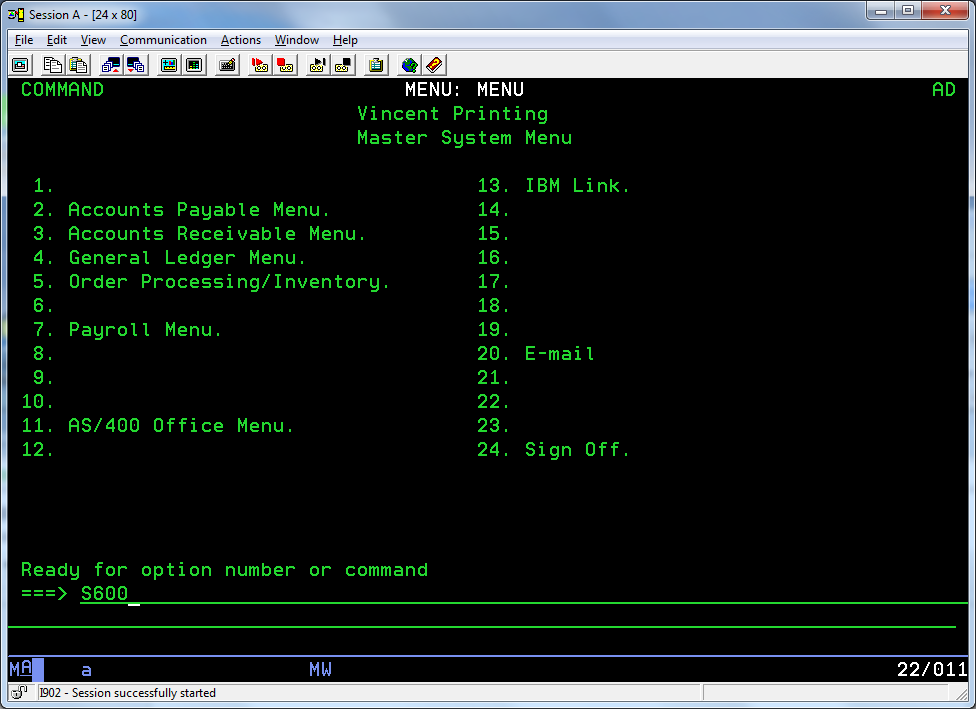 Session A - [24 x 80]
File Edit View Communication Actions Window Help
COMMAND MENU: MENU AD
Vincent Printing
Master System Menu
1. 13. IBM Link.
2. Accounts Payable Menu. 14.
3. Accounts Receivable Menu. 15.
4. General Ledger Menu. 16.
5. Order Processing/Inventory. 17.
6. 18.
7. Payroll Menu. 19.
8. 20. E-mail
9. 21.
10. 22.
11. AS/400 Office Menu. 23.
12. 24. Sign Off.
Ready for option number or command
===> S600_
MA a MW 22/011
I902 - Session successfully started